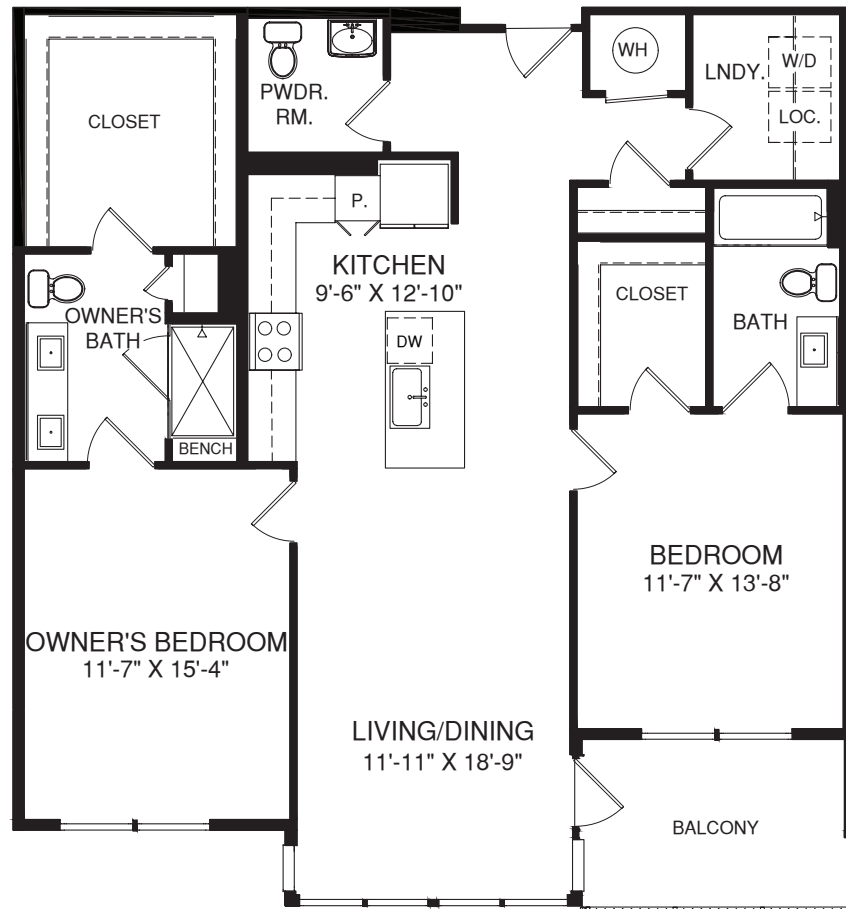 WH
LNDY.
W/D
LOC.
PWDR.
RM.
CLOSET
P.
KITCHEN
9'-6" X 12'-10"
CLOSET
OWNER'S
BATH
BATH
DW
BENCH
BEDROOM
11'-7" X 13'-8"
OWNER'S BEDROOM
11'-7" X 15'-4"
LIVING/DINING
11'-11" X 18'-9"
BALCONY